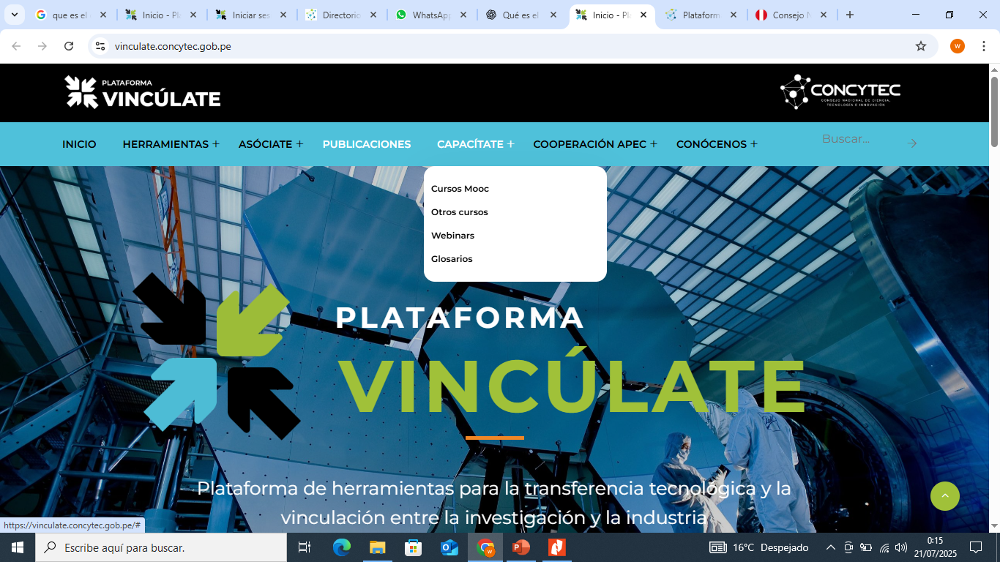 que es el
Inicio - Pl
Iniciar ses
Directorio
WhatsApp
Qué es el
Inicio - Pl
Plataform
Consejo N
vinculate.concytec.gob.pe
W
PLATAFORMA
VINCÚLATE
CONCYTEC
CONSEJO NACIONAL DE CIENCIA,
TECNOLOGÍA E INNOVACIÓN
INICIO HERRAMIENTAS + ASÓCIATE + PUBLICACIONES CAPACÍTATE + COOPERACIÓN APEC + CONÓCENOS + Buscar...
Cursos Mooc
Otros cursos
Webinars
Glosarios
PLATAFORMA
VINCÚLATE
Plataforma de herramientas para la transferencia tecnológica y la
vinculación entre la investigación y la industria
https://vinculate.concytec.gob.pe/#
Escribe aquí para buscar.
16°C Despejado
0:15
21/07/2025